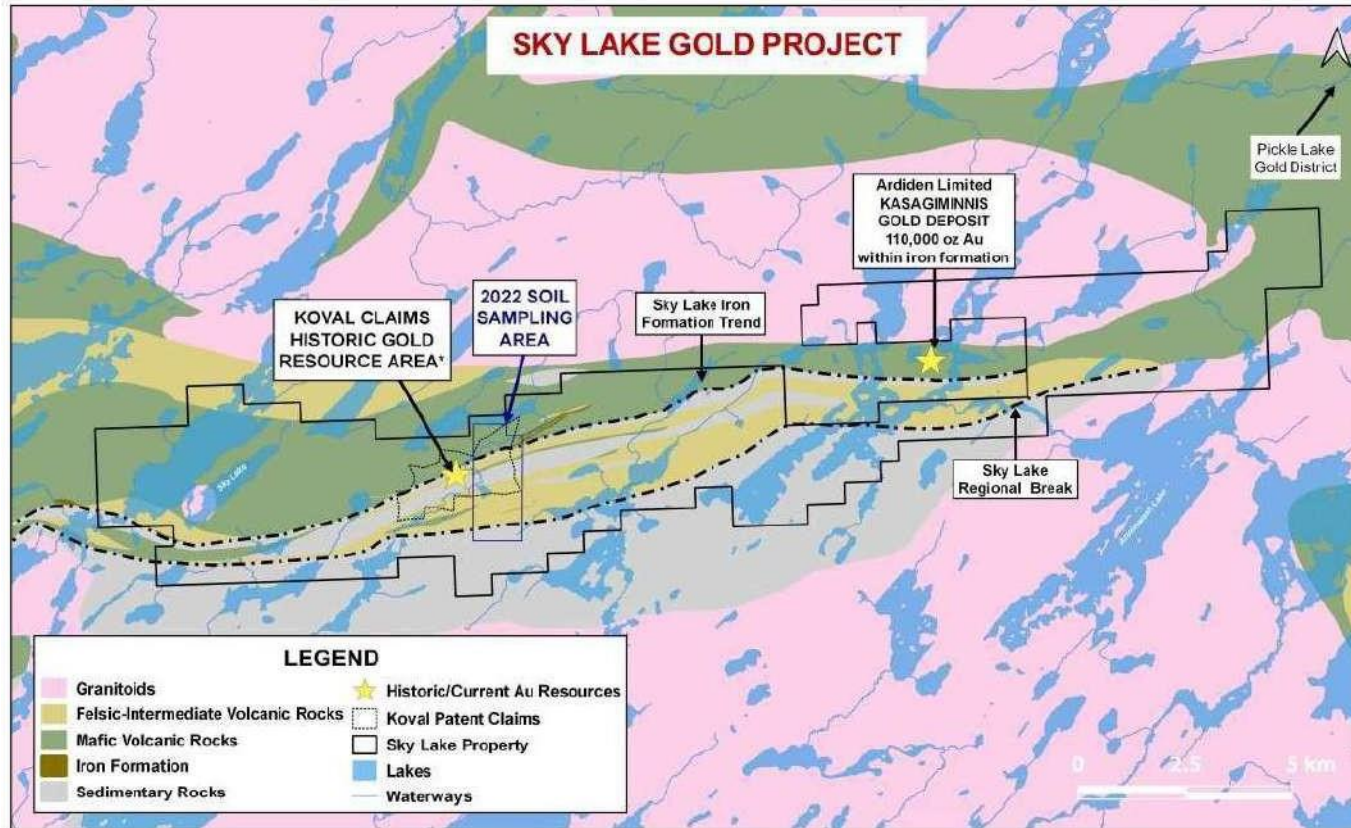 SKY LAKE GOLD PROJECT
Pickle Lake
Gold District
Ardiden Limited
KASAGIMINNIS
GOLD DEPOSIT
110,000 oz Au
within iron formation
Sky Lake Iron
Formation Trend
2022 SOIL
SAMPLING
AREA
KOVAL CLAIMS
HISTORIC GOLD
RESOURCE AREA*
Sky Lake
Sky Lake
Regional Break
LEGEND
Granitoids
Felsic-Intermediate Volcanic Rocks
Mafic Volcanic Rocks
Iron Formation
Sedimentary Rocks
Historic/Current Au Resources
Koval Patent Claims
Sky Lake Property
Lakes
Waterways
0 2.5 5 km